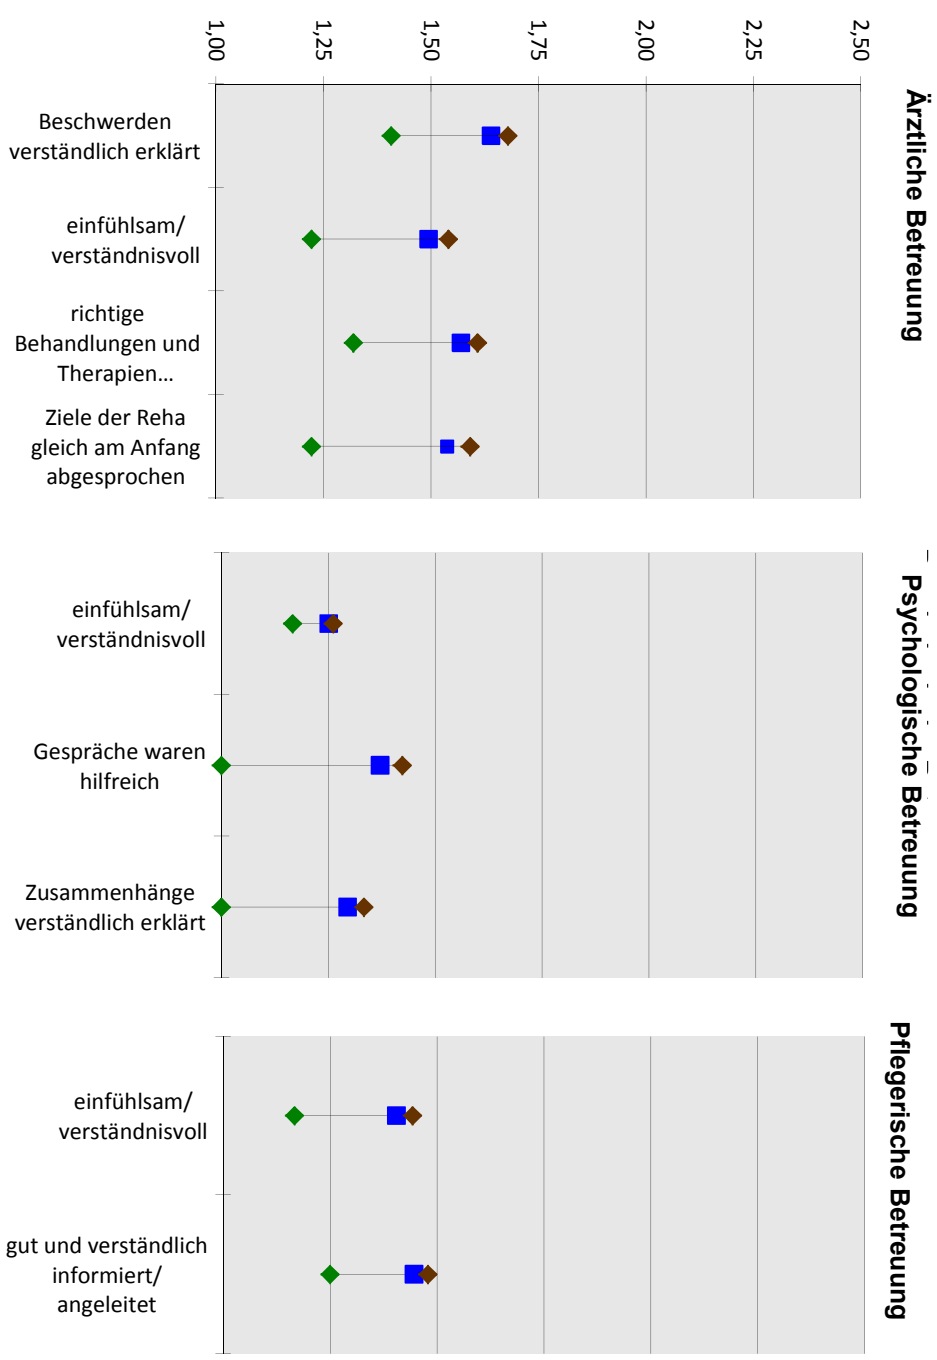 1,00
1,25
1,50
1,75
2,00
2,25
2,50
Ärztliche Betreuung
Beschwerden
verständlich erklärt
einfühlsam/
verständnisvoll
richtige
Behandlungen und
Therapien...
Ziele der Reha
gleich am Anfang
abgesprochen
Psychologische Betreuung
einfühlsam/
verständnisvoll
Gespräche waren
hilfreich
Zusammenhänge
verständlich erklärt
Pflegerische Betreuung
einfühlsam/
verständnisvoll
gut und verständlich
informiert/
angeleitet